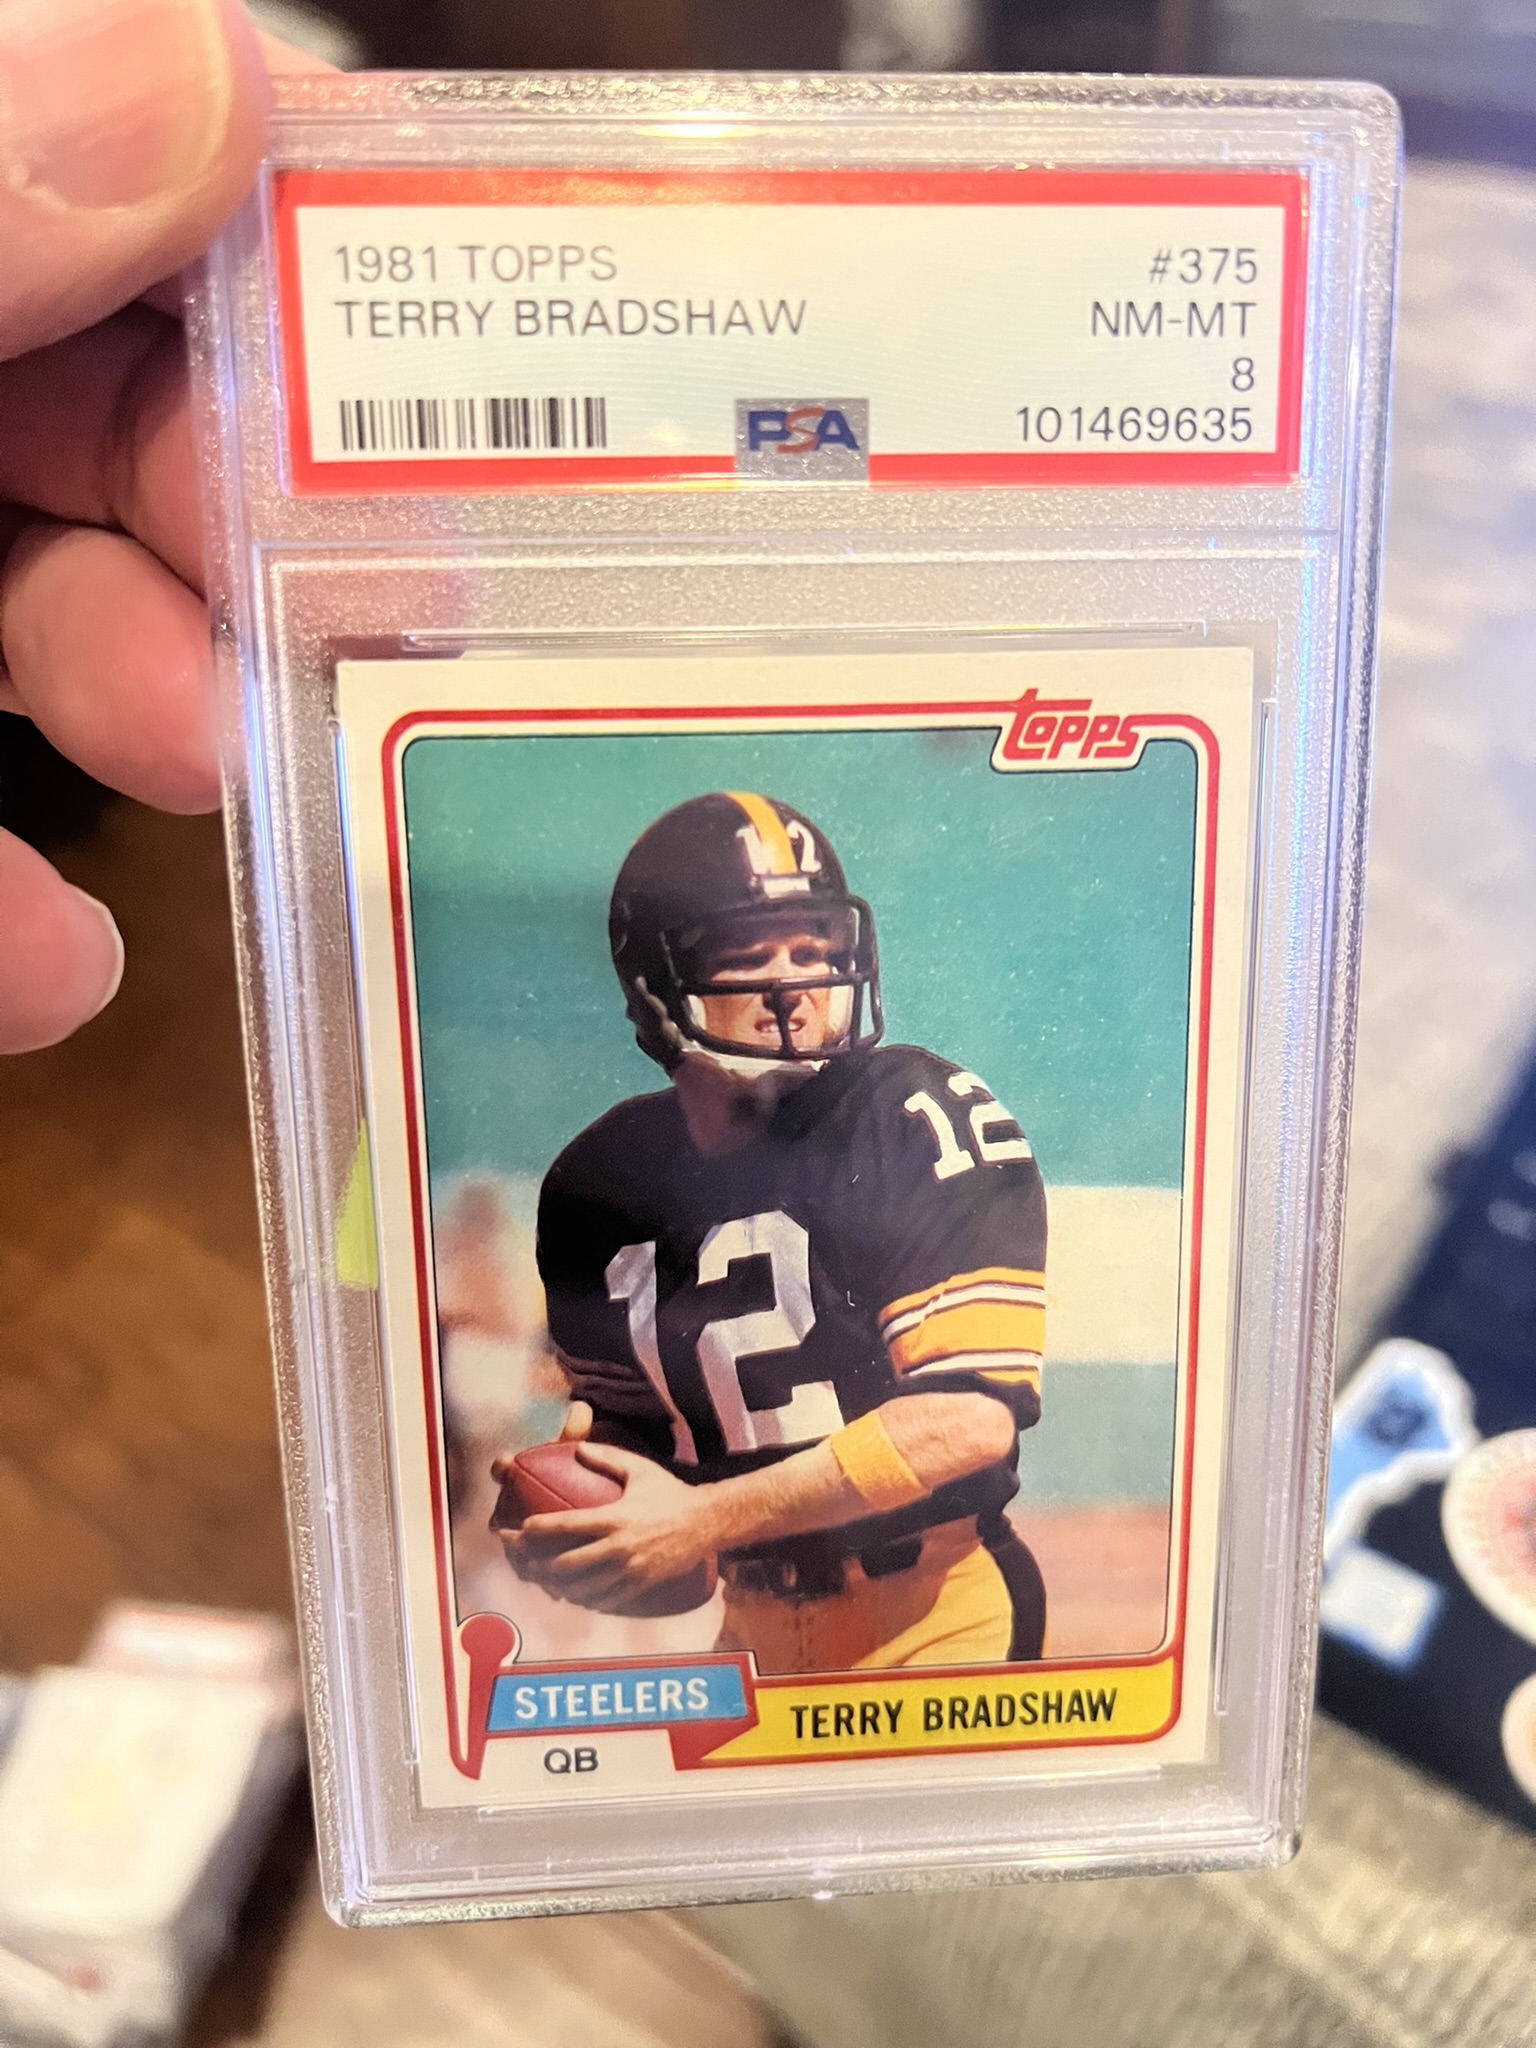 1981 TOPPS #375
TERRY BRADSHAW NM-MT
8
PSA 101469635
Topps
12
12
12
STEELERS
TERRY BRADSHAW
QB